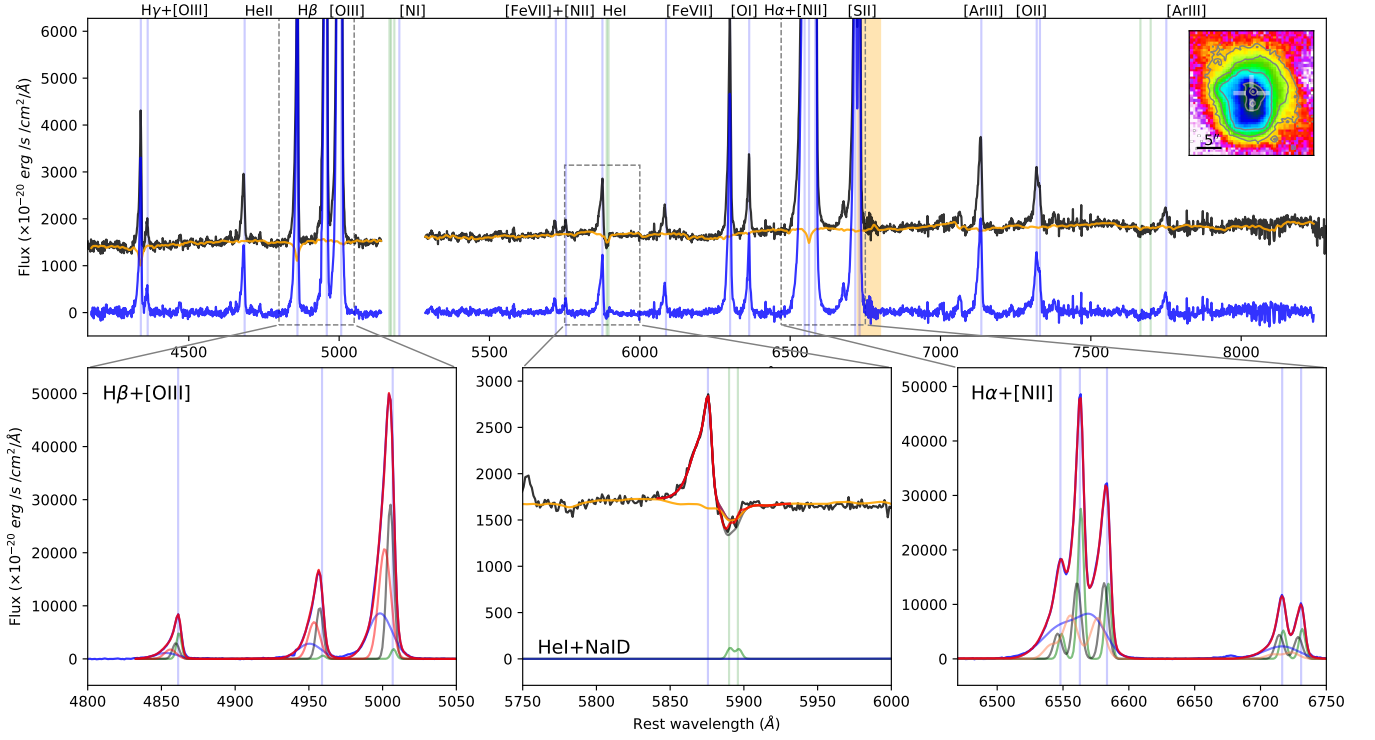 Hγ+[OIII] HeII Hβ [OIII] [NI] [FeVII]+[NII] HeI [FeVII] [OI] Hα+[NII] [SII] [ArIII] [OII] [ArIII]
Flux (×10⁻²⁰ erg /s /cm²/Å)
6000
5000
4000
3000
2000
1000
0
5"
4500 5000 5500 6000 6500 7000 7500 8000
Flux (×10⁻²⁰ erg /s /cm²/Å)
Hβ+[OIII]
50000
40000
30000
20000
10000
0
4800 4850 4900 4950 5000 5050
3000
2500
2000
1500
1000
500
0
HeI+NaID
5750 5800 5850 5900 5950 6000
Hα+[NII]
50000
40000
30000
20000
10000
0
6500 6550 6600 6650 6700 6750
Rest wavelength (Å)